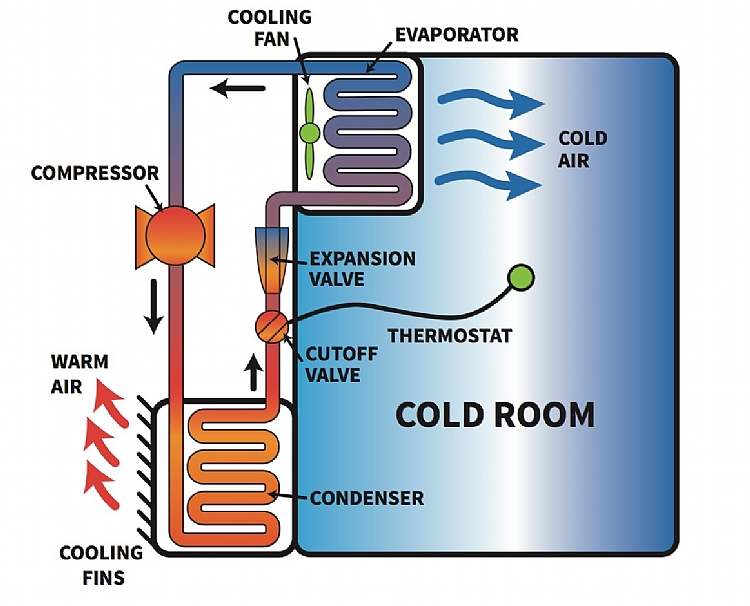 COOLING
FAN
EVAPORATOR
COLD
AIR
COMPRESSOR
EXPANSION
VALVE
THERMOSTAT
CUTOFF
VALVE
WARM
AIR
COLD ROOM
CONDENSER
COOLING
FINS